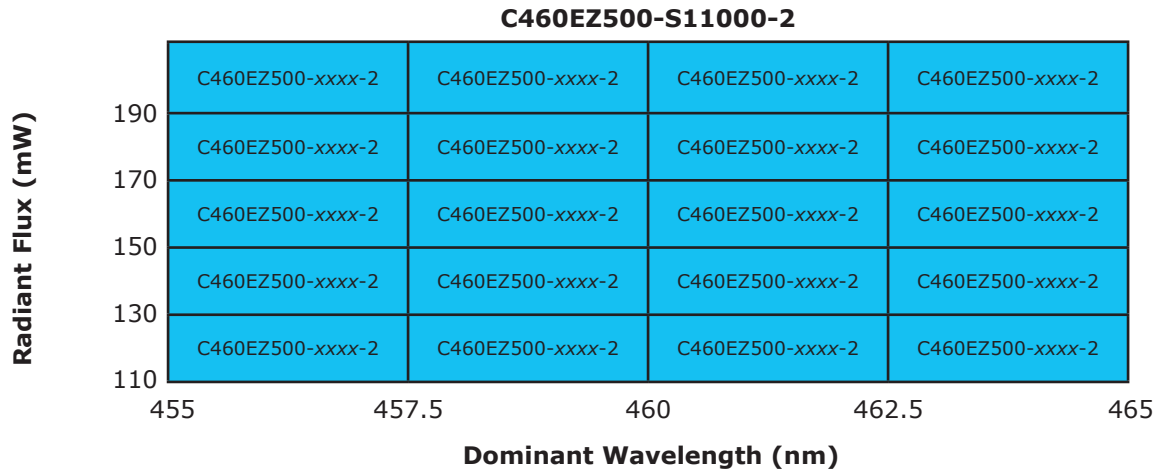 C460EZ500-S11000-2
C460EZ500-xxxx-2 C460EZ500-xxxx-2 C460EZ500-xxxx-2 C460EZ500-xxxx-2
190
C460EZ500-xxxx-2 C460EZ500-xxxx-2 C460EZ500-xxxx-2 C460EZ500-xxxx-2
170
C460EZ500-xxxx-2 C460EZ500-xxxx-2 C460EZ500-xxxx-2 C460EZ500-xxxx-2
150
C460EZ500-xxxx-2 C460EZ500-xxxx-2 C460EZ500-xxxx-2 C460EZ500-xxxx-2
130
C460EZ500-xxxx-2 C460EZ500-xxxx-2 C460EZ500-xxxx-2 C460EZ500-xxxx-2
110
Radiant Flux (mW)
455 457.5 460 462.5 465
Dominant Wavelength (nm)